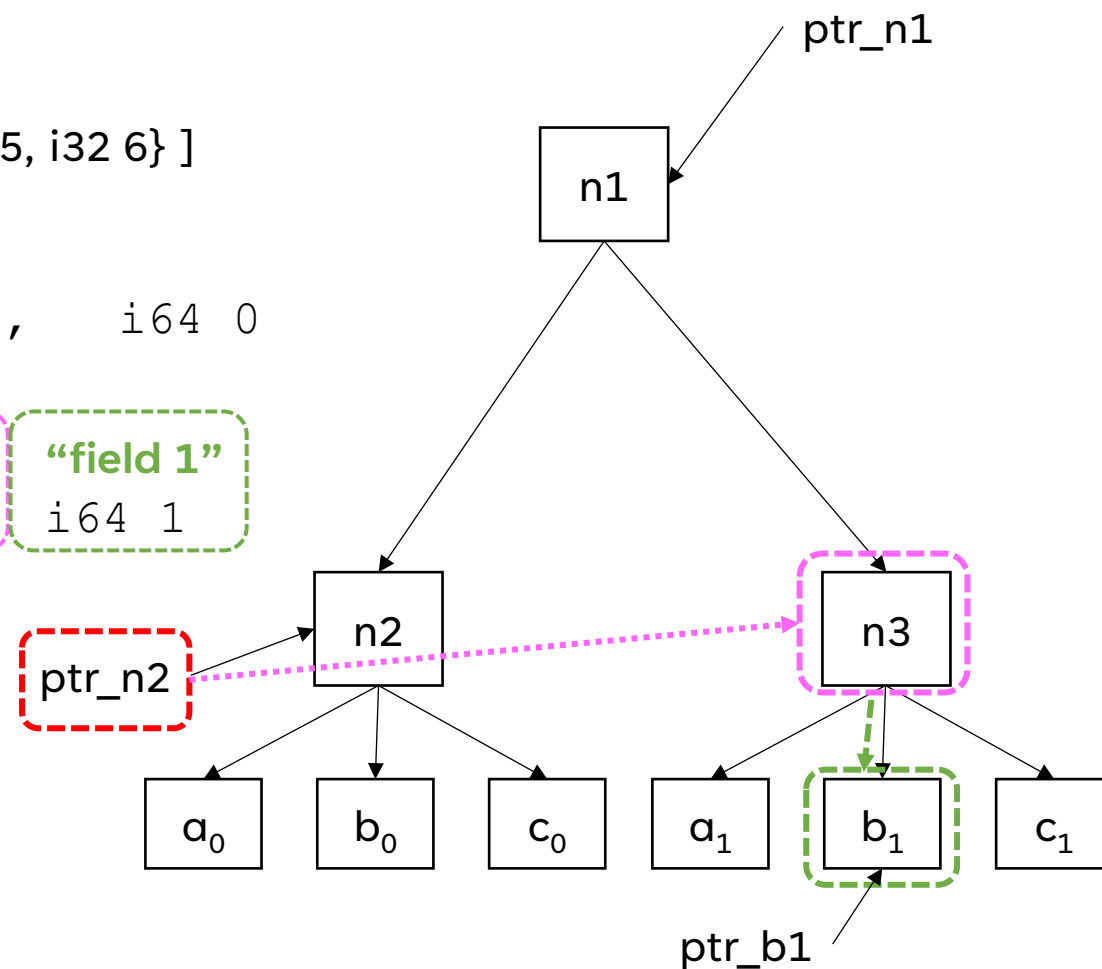 ptr_n1
5, i32 6} ]
n1
, i64 0
“field 1”
i64 1
n2
n3
ptr_n2
a₀ b₀ c₀ a₁ b₁ c₁
ptr_b1